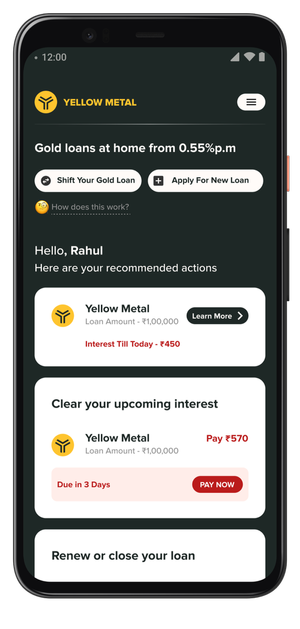 12:00
YELLOW METAL
Gold loans at home from 0.55%p.m
Shift Your Gold Loan
Apply For New Loan
How does this work?
Hello, Rahul
Here are your recommended actions
Yellow Metal
Loan Amount - ₹1,00,000
Learn More
Interest Till Today - ₹450
Clear your upcoming interest
Yellow Metal
Pay ₹570
Loan Amount - ₹1,00,000
Due in 3 Days
PAY NOW
Renew or close your loan